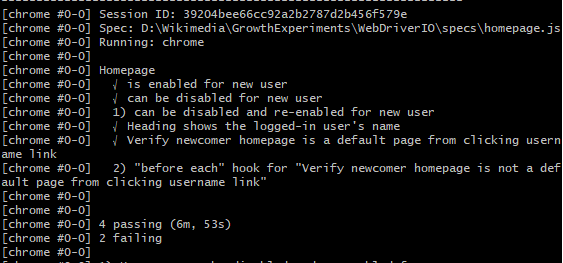 [chrome #0-0] Session ID: 39204bee66cc92a2b2787d2b456f579e
[chrome #0-0] Spec: D:\Wikimedia\GrowthExperiments\WebDriverIO\specs\homepage.js
[chrome #0-0] Running: chrome
[chrome #0-0]
[chrome #0-0] Homepage
[chrome #0-0]   √ is enabled for new user
[chrome #0-0]   √ can be disabled for new user
[chrome #0-0]   1) can be disabled and re-enabled for new user
[chrome #0-0]   √ Heading shows the logged-in user's name
[chrome #0-0]   √ Verify newcomer homepage is a default page from clicking usern
ame link
[chrome #0-0]   2) "before each" hook for "Verify newcomer homepage is not a def
ault page from clicking username link"
[chrome #0-0]
[chrome #0-0]
[chrome #0-0] 4 passing (6m, 53s)
[chrome #0-0] 2 failing
[chrome #0-0]